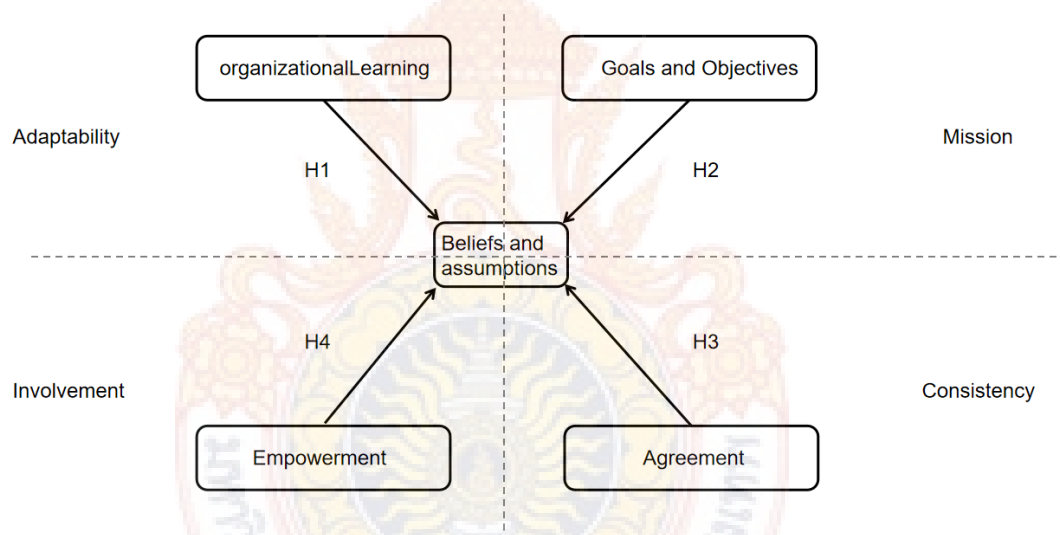 organizationalLearning
Goals and Objectives
Adaptability
Mission
H1
H2
Beliefs and
assumptions
H4
H3
Involvement
Consistency
Empowerment
Agreement